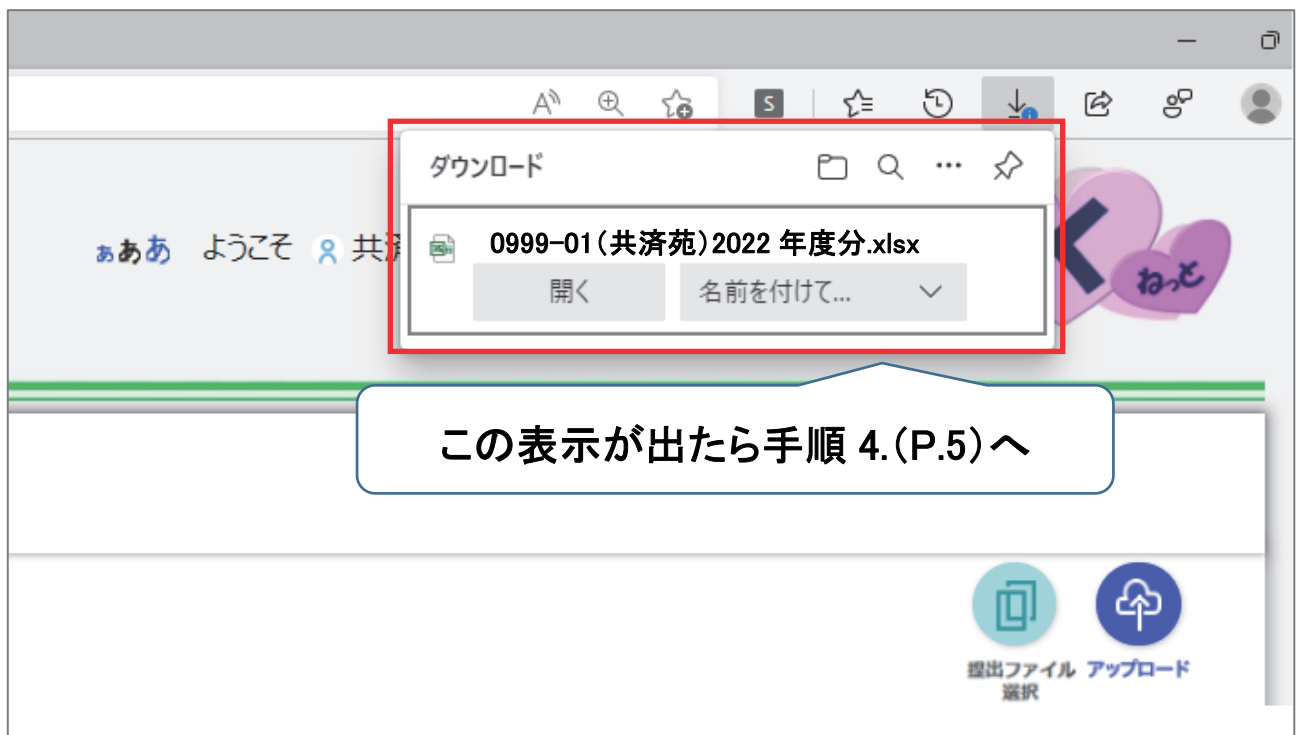 A
S
ダウンロード
ぁああ ようこそ 共済
0999-01（共済苑）2022 年度分.xlsx
開く 名前を付けて...
く
ねっと
この表示が出たら手順 4.（P.5）へ
提出ファイル
選択
アップロード